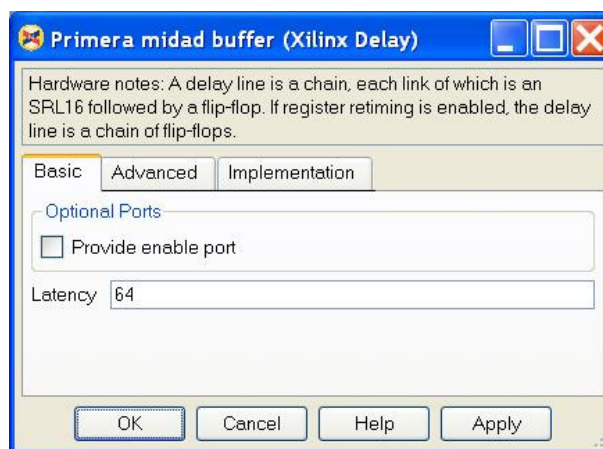 Primera midad buffer (Xilinx Delay)
Hardware notes: A delay line is a chain, each link of which is an
SRL16 followed by a flip-flop. If register retiming is enabled, the delay
line is a chain of flip-flops.
Basic Advanced Implementation
Optional Ports
Provide enable port
Latency 64
OK Cancel Help Apply